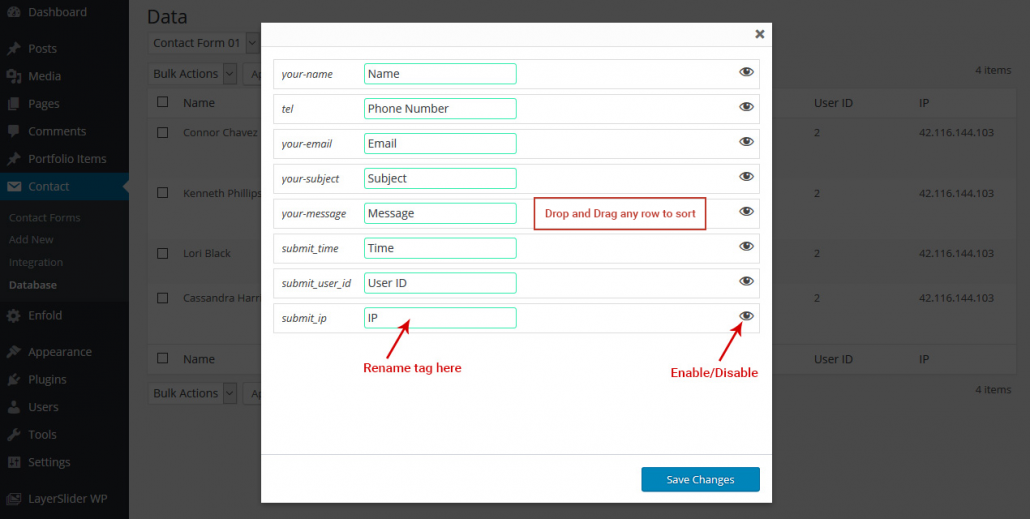 Dashboard
Posts
Media
Pages
Comments
Portfolio Items
Contact
Contact Forms
Add New
Integration
Database
Enfold
Appearance
Plugins
Users
Tools
Settings
LayerSlider WP
Data
Contact Form 01
Bulk Actions
4 items
Name
User ID
IP
Connor Chavez
2
42.116.144.103
Kenneth Phillips
2
42.116.144.103
Lori Black
2
42.116.144.103
Cassandra Harri
2
42.116.144.103
Name
User ID
IP
Bulk Actions
4 items
your-name
Name
tel
Phone Number
your-email
Email
your-subject
Subject
your-message
Message
Drop and Drag any row to sort
submit_time
Time
submit_user_id
User ID
submit_ip
IP
Rename tag here
Enable/Disable
Save Changes